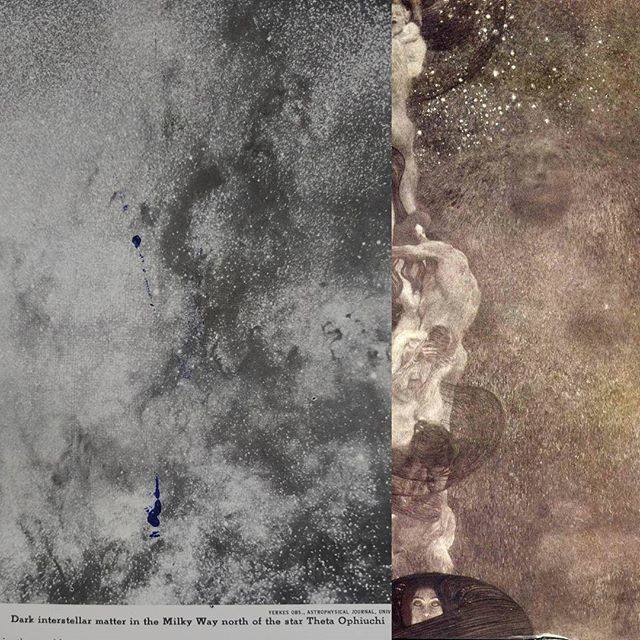 YERKES OBS., ASTROPHYSICAL JOURNAL, UNIV
Dark interstellar matter in the Milky Way north of the star Theta Ophiuchi